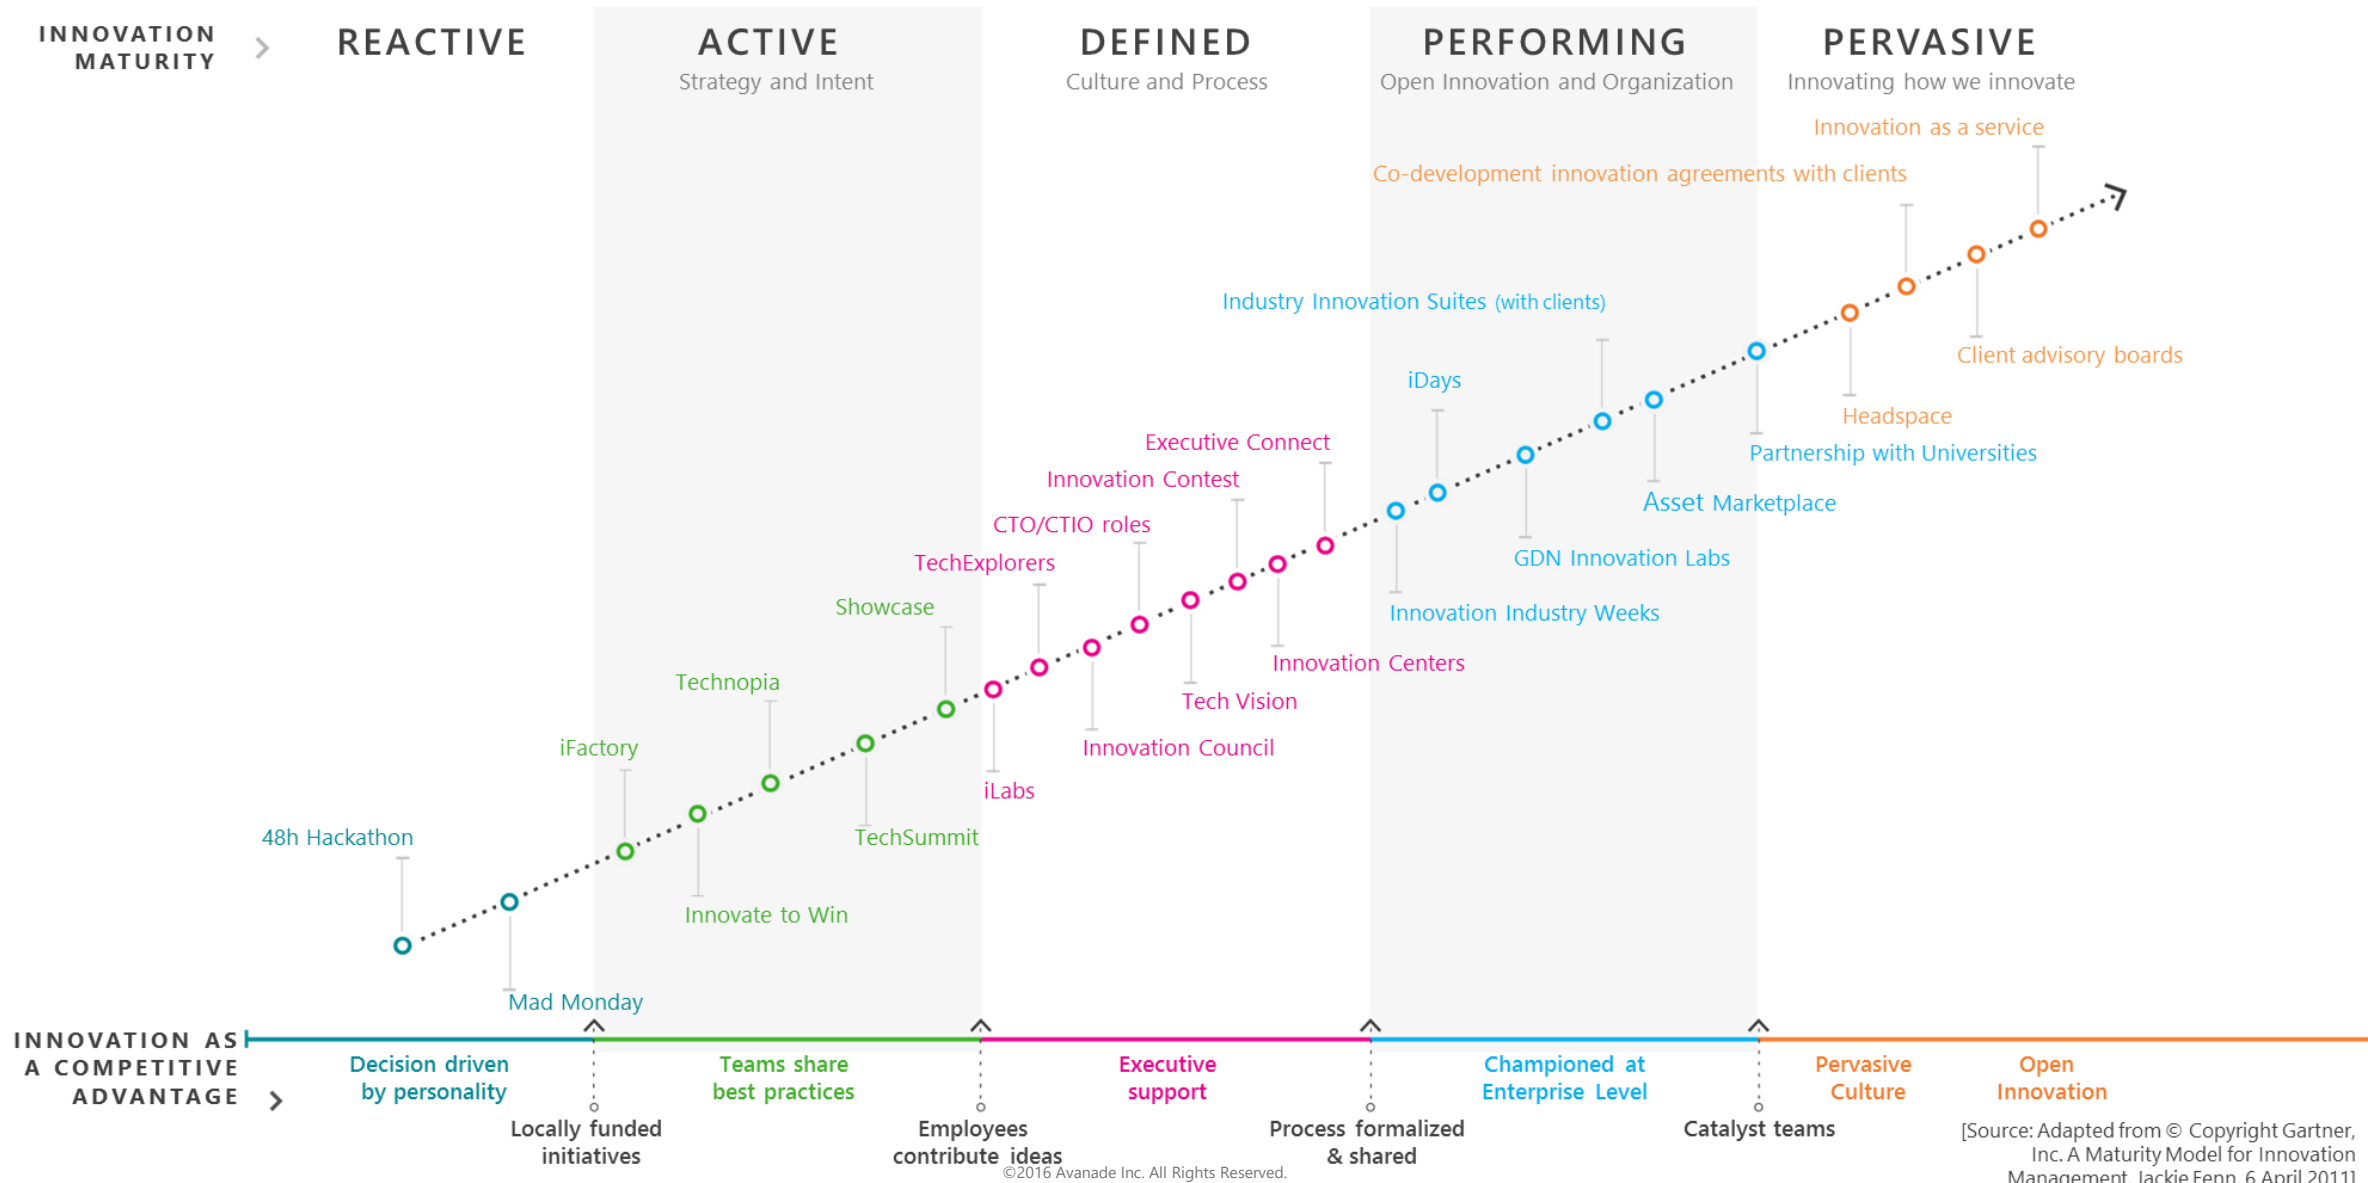 INNOVATION
MATURITY
REACTIVE
ACTIVE
Strategy and Intent
DEFINED
Culture and Process
PERFORMING
Open Innovation and Organization
PERVASIVE
Innovating how we innovate
Innovation as a service
Co-development innovation agreements with clients
Industry Innovation Suites (with clients)
Client advisory boards
iDays
Headspace
Executive Connect
Partnership with Universities
Innovation Contest
Asset Marketplace
CTO/CTIO roles
TechExplorers
GDN Innovation Labs
Showcase
Innovation Industry Weeks
Innovation Centers
Technopia
Tech Vision
iFactory
Innovation Council
iLabs
48h Hackathon
TechSummit
Innovate to Win
Mad Monday
INNOVATION AS
A COMPETITIVE
ADVANTAGE
Decision driven
by personality
Teams share
best practices
Executive
support
Championed at
Enterprise Level
Pervasive
Culture
Open
Innovation
Locally funded
initiatives
Employees
contribute ideas
Process formalized
& shared
Catalyst teams
[Source: Adapted from © Copyright Gartner,
Inc. A Maturity Model for Innovation
Management, Jackie Fenn, 6 April 2011]
©2016 Avanade Inc. All Rights Reserved.